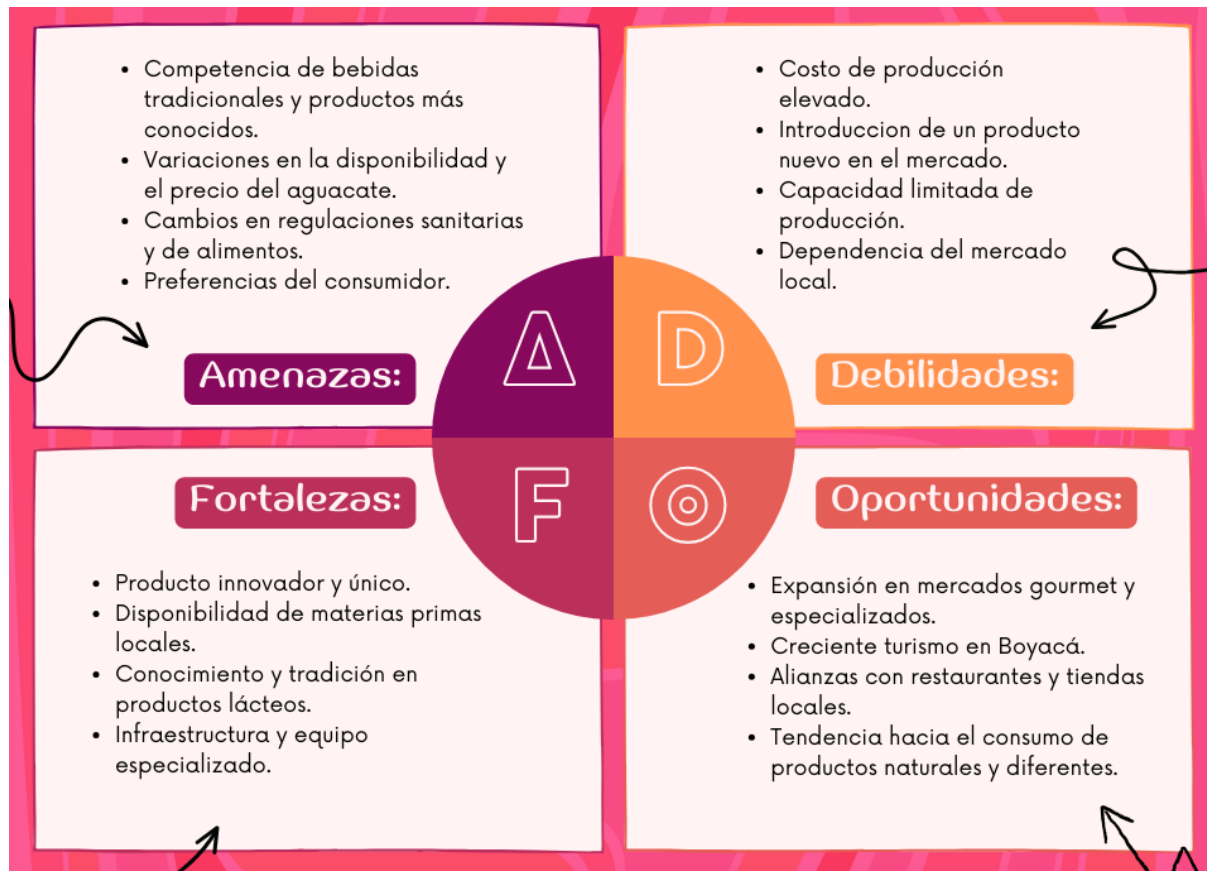 • Competencia de bebidas
tradicionales y productos más
conocidos.
• Variaciones en la disponibilidad y
el precio del aguacate.
• Cambios en regulaciones sanitarias
y de alimentos.
• Preferencias del consumidor.
Amenazas:
• Costo de producción
elevado.
• Introduccion de un producto
nuevo en el mercado.
• Capacidad limitada de
producción.
• Dependencia del mercado
local.
Debilidades:
A D
F O
Fortalezas:
• Producto innovador y único.
• Disponibilidad de materias primas
locales.
• Conocimiento y tradición en
productos lácteos.
• Infraestructura y equipo
especializado.
Oportunidades:
• Expansión en mercados gourmet y
especializados.
• Creciente turismo en Boyacá.
• Alianzas con restaurantes y tiendas
locales.
• Tendencia hacia el consumo de
productos naturales y diferentes.